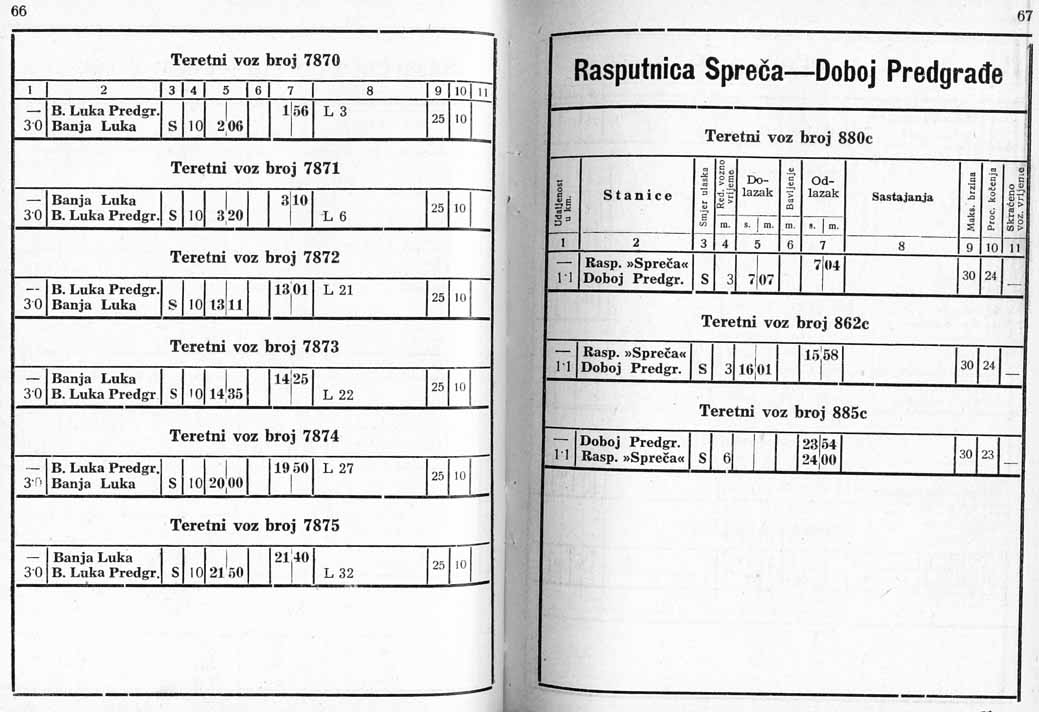 66
Teretni voz broj 7870
1 2 3 4 5 6 7 8 9 10 11
— B. Luka Predgr. 1 56 L 3
3·0 Banja Luka S 10 2 06 25 10
Teretni voz broj 7871
— Banja Luka 3 10
3·0 B. Luka Predgr. S 10 3 20 L 6 25 10
Teretni voz broj 7872
— B. Luka Predgr. 13 01 L 21
3·0 Banja Luka S 10 13 11 25 10
Teretni voz broj 7873
— Banja Luka 14 25
3·0 B. Luka Predgr S 10 14 35 L 22 25 10
Teretni voz broj 7874
— B. Luka Predgr. 19 50 L 27
3·0 Banja Luka S 10 20 00 25 10
Teretni voz broj 7875
— Banja Luka 21 40
3·0 B. Luka Predgr. S 10 21 50 L 32 25 10
67
Rasputnica Spreča—Doboj Predgrađe
Teretni voz broj 880c
Udaljenost u km. Stanice Smjer ulaska Red. vozno vrijeme Do-lazak Bavljenje Od-lazak Sastajanja Maks. brzina Proc. kočenja Skraćeno voz. vrijeme
m. s. m. m. s. m.
1 2 3 4 5 6 7 8 9 10 11
— Rasp. »Spreča« 7 04
1·1 Doboj Predgr. S 3 7 07 30 24 —
Teretni voz broj 862c
— Rasp. »Spreča« 15 58
1·1 Doboj Predgr. S 3 16 01 30 24 —
Teretni voz broj 885c
— Doboj Predgr. 23 54
1·1 Rasp. »Spreča« S 6 24 00 30 23 —